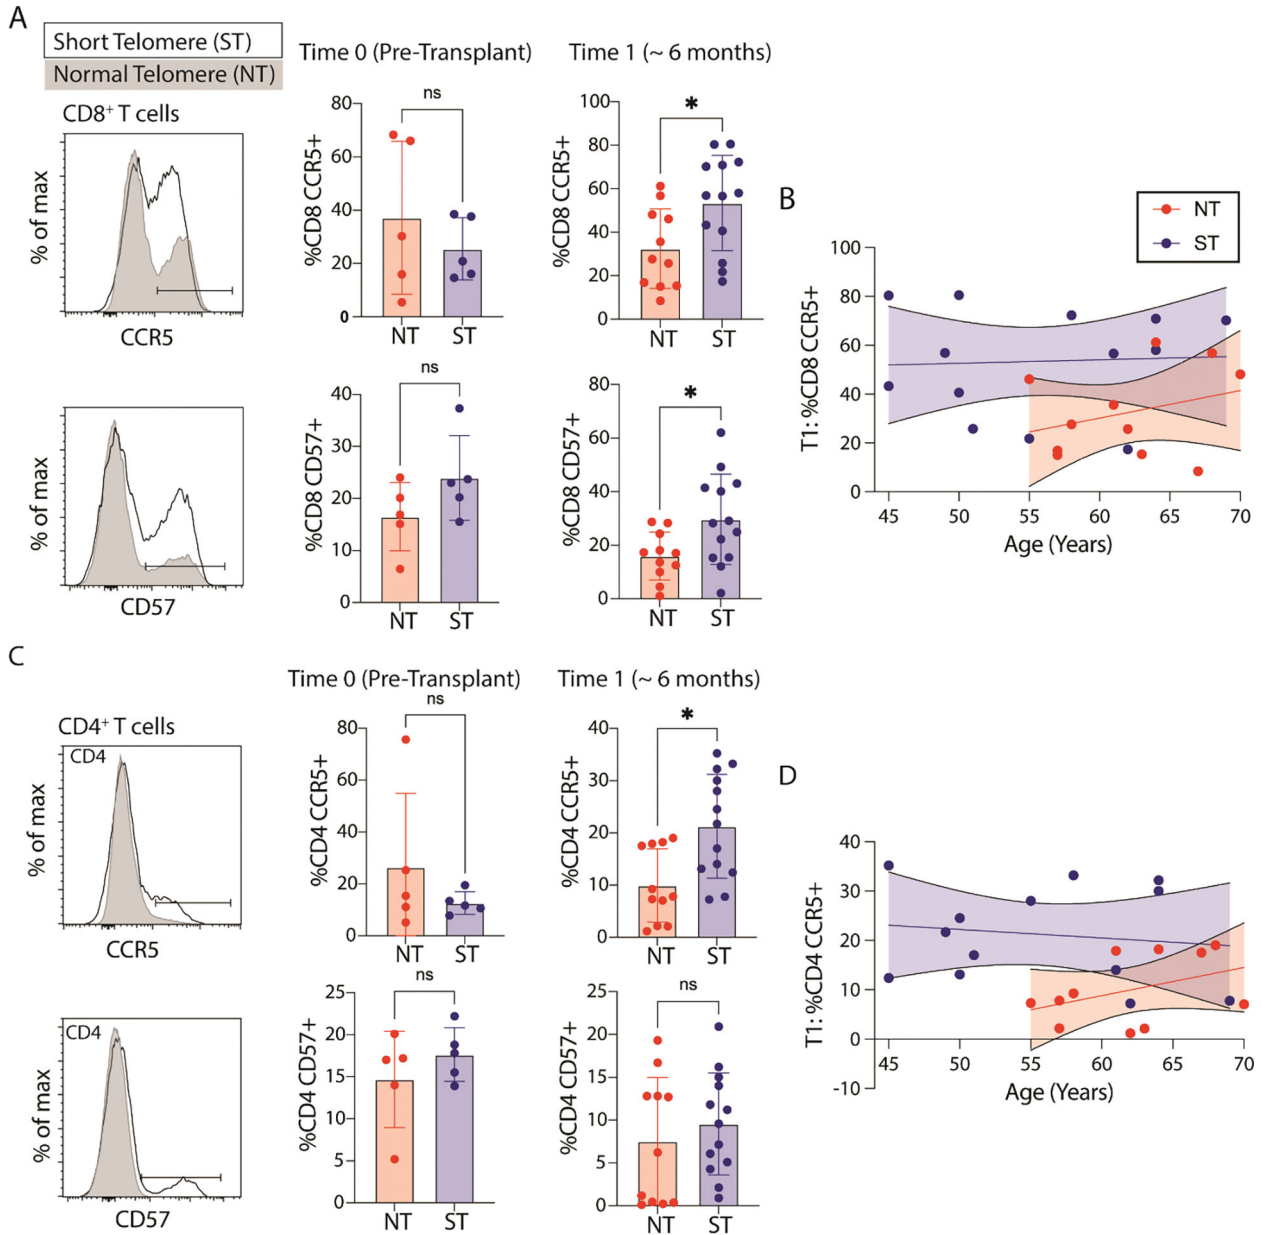 A
Short Telomere (ST)
Normal Telomere (NT)
Time 0 (Pre-Transplant)
Time 1 (~ 6 months)
CD8+ T cells
% of max
CCR5
%CD8 CCR5+
80
60
40
20
0
ns
NT
ST
%CD8 CCR5+
100
80
60
40
20
0
*
NT
ST
% of max
CD57
%CD8 CD57+
40
30
20
10
0
ns
NT
ST
%CD8 CD57+
80
60
40
20
0
*
NT
ST
B
NT
ST
T1: %CD8 CCR5+
100
80
60
40
20
0
45 50 55 60 65 70
Age (Years)
C
Time 0 (Pre-Transplant)
Time 1 (~ 6 months)
CD4+ T cells
CD4
% of max
CCR5
%CD4 CCR5+
80
60
40
20
0
ns
NT
ST
%CD4 CCR5+
40
30
20
10
0
*
NT
ST
CD4
% of max
CD57
%CD4 CD57+
25
20
15
10
5
0
ns
NT
ST
%CD4 CD57+
25
20
15
10
5
0
ns
NT
ST
D
T1: %CD4 CCR5+
40
30
20
10
0
-10
45 50 55 60 65 70
Age (Years)